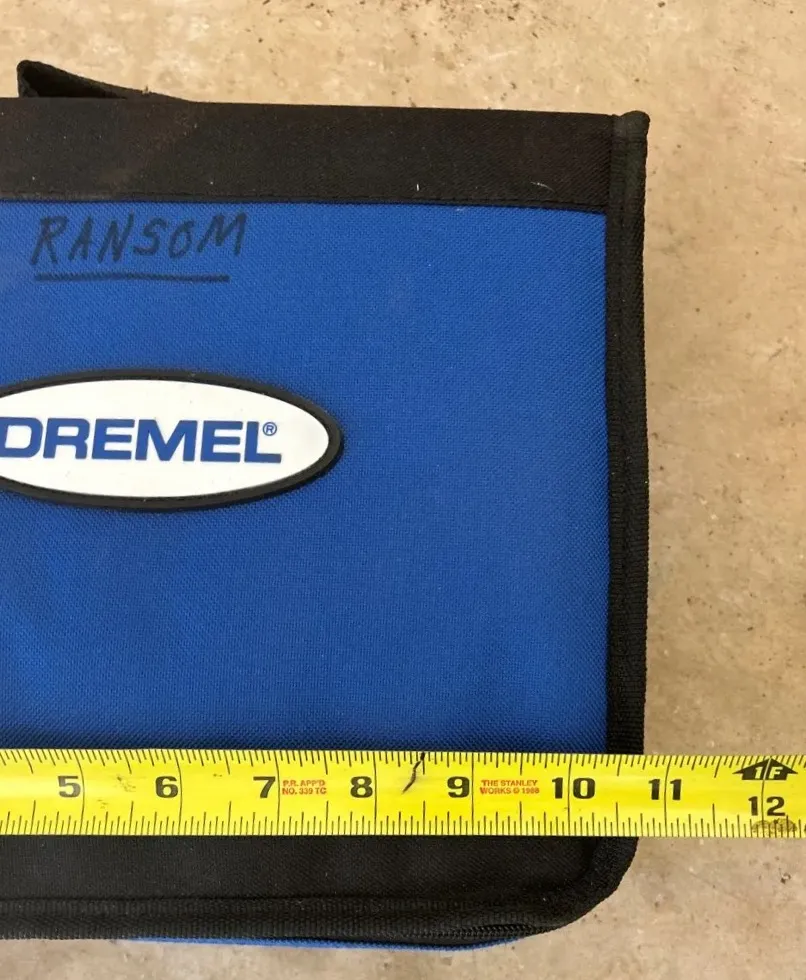 RANSOM
DREMEL®
5 6 7 P.R. APP'D 8 9 THE STANLEY 10 11 1F
NO. 339 TC WORKS © 1988 12